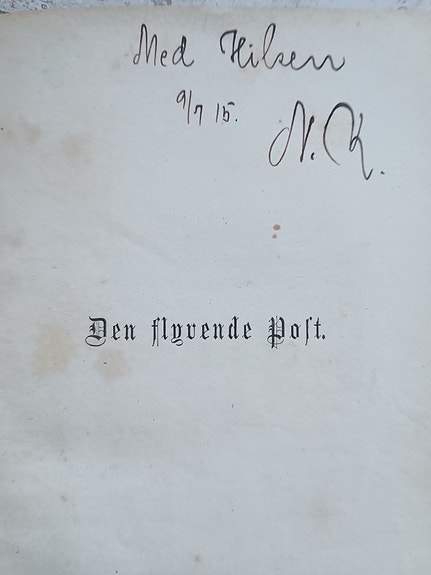 Med Hilsen
9/7 15.
N. K.
Den flyvende Post.